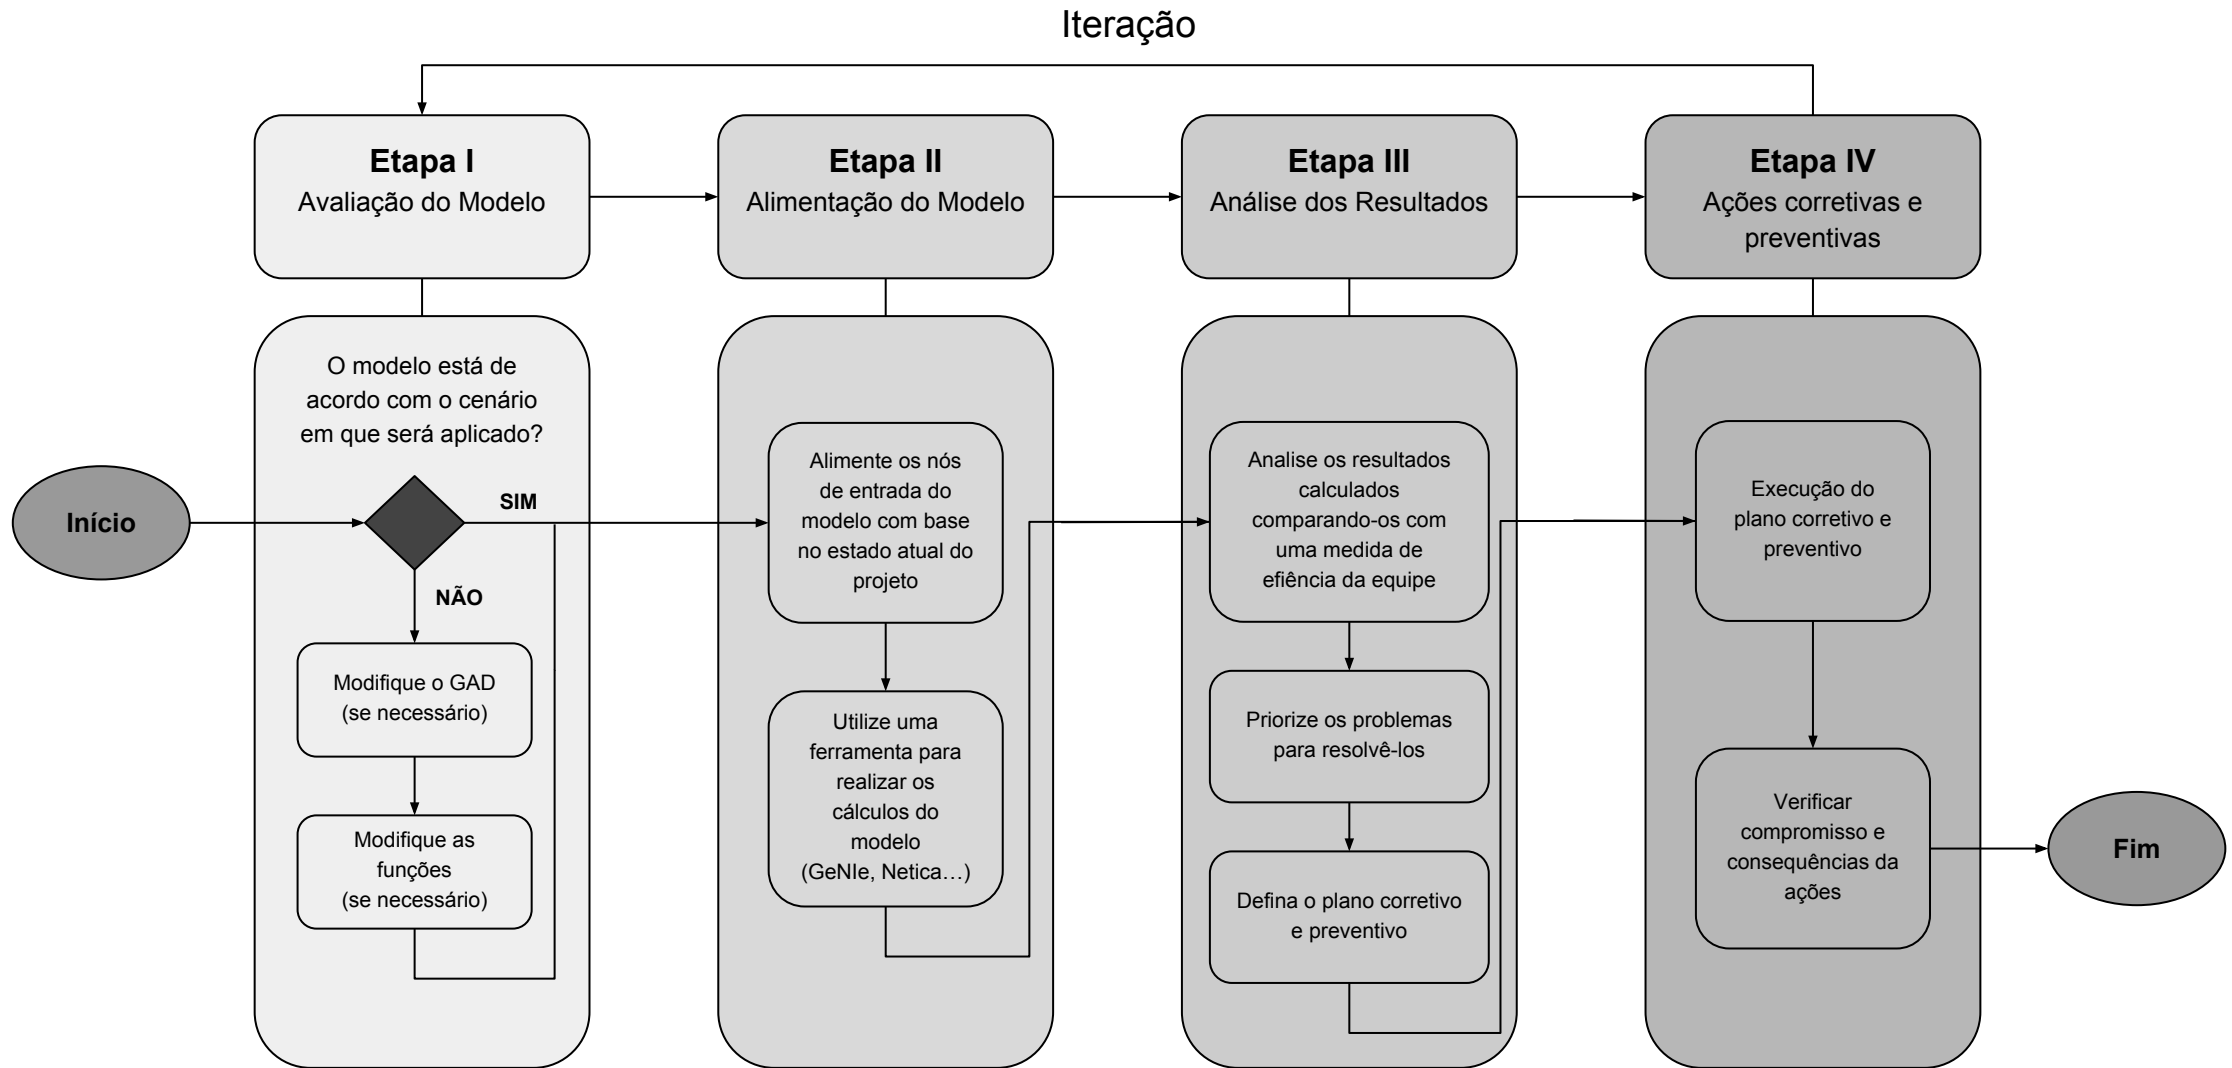 Iteração
Etapa I
Avaliação do Modelo
Etapa II
Alimentação do Modelo
Etapa III
Análise dos Resultados
Etapa IV
Ações corretivas e
preventivas
Início
O modelo está de
acordo com o cenário
em que será aplicado?
SIM
NÃO
Modifique o GAD
(se necessário)
Modifique as
funções
(se necessário)
Alimente os nós
de entrada do
modelo com base
no estado atual do
projeto
Utilize uma
ferramenta para
realizar os
cálculos do
modelo
(GeNIe, Netica…)
Analise os resultados
calculados
comparando-os com
uma medida de
efiência da equipe
Priorize os problemas
para resolvê-los
Defina o plano corretivo
e preventivo
Execução do
plano corretivo e
preventivo
Verificar
compromisso e
consequências da
ações
Fim